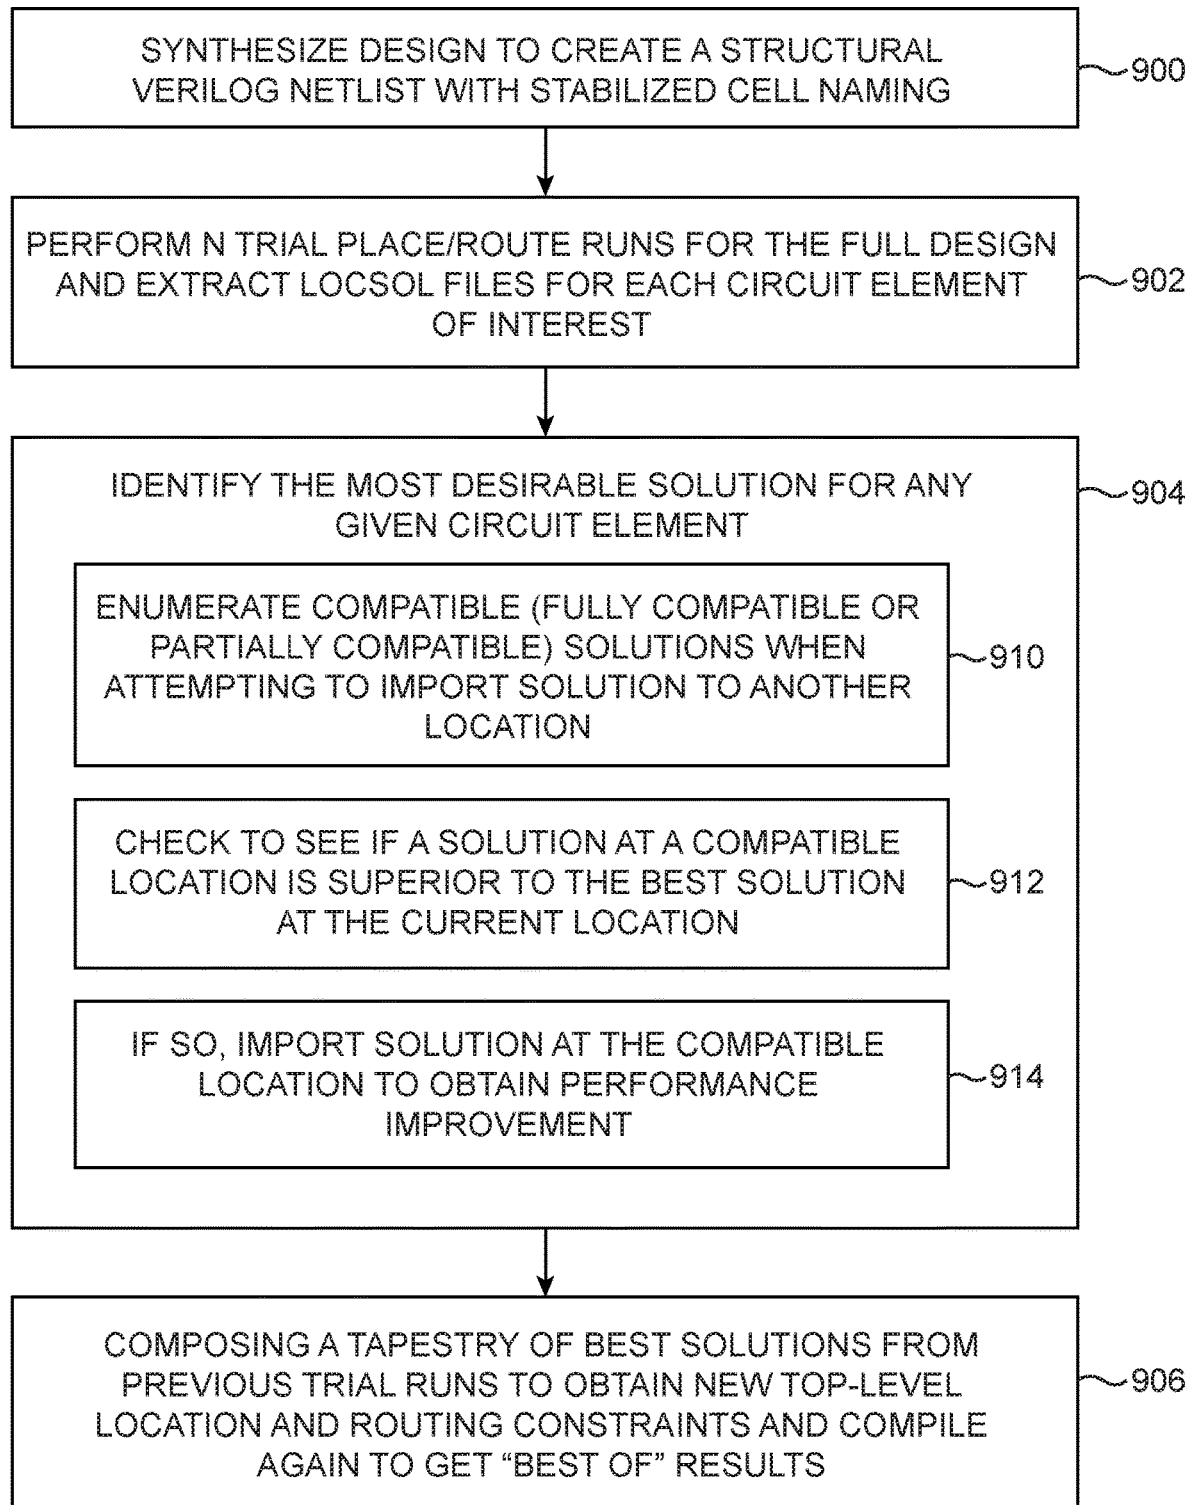 SYNTHESIZE DESIGN TO CREATE A STRUCTURAL
VERILOG NETLIST WITH STABILIZED CELL NAMING
900
PERFORM N TRIAL PLACE/ROUTE RUNS FOR THE FULL DESIGN
AND EXTRACT LOCSOL FILES FOR EACH CIRCUIT ELEMENT
OF INTEREST
902
IDENTIFY THE MOST DESIRABLE SOLUTION FOR ANY
GIVEN CIRCUIT ELEMENT
904
ENUMERATE COMPATIBLE (FULLY COMPATIBLE OR
PARTIALLY COMPATIBLE) SOLUTIONS WHEN
ATTEMPTING TO IMPORT SOLUTION TO ANOTHER
LOCATION
910
CHECK TO SEE IF A SOLUTION AT A COMPATIBLE
LOCATION IS SUPERIOR TO THE BEST SOLUTION
AT THE CURRENT LOCATION
912
IF SO, IMPORT SOLUTION AT THE COMPATIBLE
LOCATION TO OBTAIN PERFORMANCE
IMPROVEMENT
914
COMPOSING A TAPESTRY OF BEST SOLUTIONS FROM
PREVIOUS TRIAL RUNS TO OBTAIN NEW TOP-LEVEL
LOCATION AND ROUTING CONSTRAINTS AND COMPILE
AGAIN TO GET “BEST OF” RESULTS
906